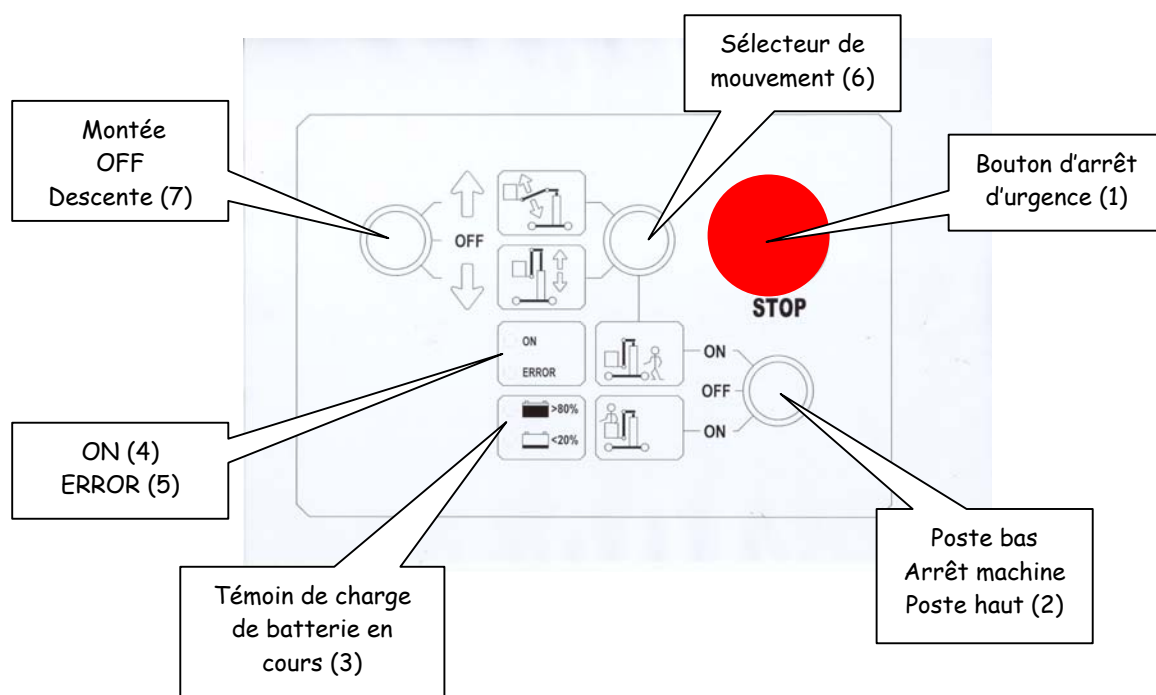 Sélecteur de
mouvement (6)
Montée
OFF
Descente (7)
Bouton d'arrêt
d'urgence (1)
OFF
STOP
ON
ERROR
ON
OFF
ON
>80%
<20%
ON (4)
ERROR (5)
Témoin de charge
de batterie en
cours (3)
Poste bas
Arrêt machine
Poste haut (2)